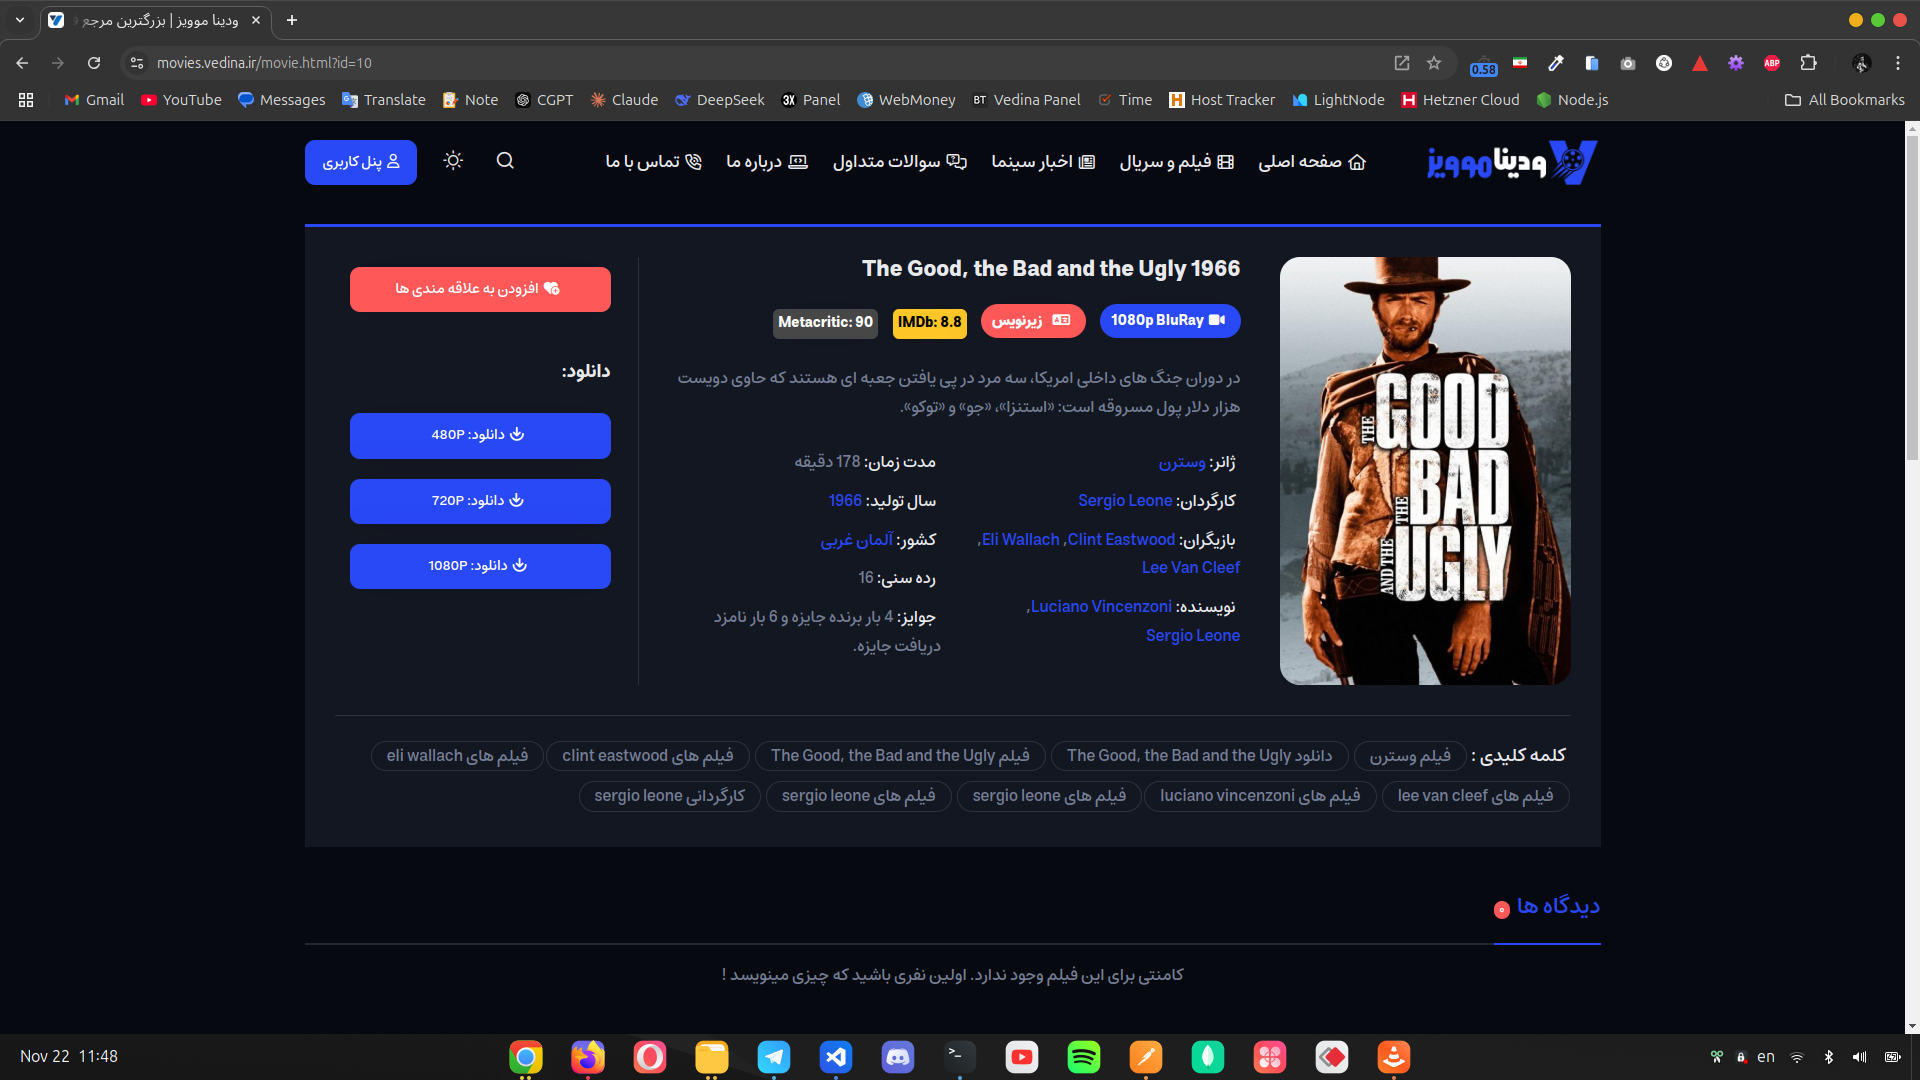 ودینا موویز | بزرگترین مرجع
movies.vedina.ir/movie.html?id=10
0.58
ABP
Gmail
YouTube
Messages
Translate
Note
CGPT
Claude
DeepSeek
3X Panel
WebMoney
BT Vedina Panel
Time
Host Tracker
LightNode
Hetzner Cloud
Node.js
All Bookmarks
ودینا موویز
صفحه اصلی
فیلم و سریال
اخبار سینما
سوالات متداول
درباره ما
تماس با ما
پنل کاربری
THE GOOD
THE BAD
AND THE UGLY
The Good, the Bad and the Ugly 1966
1080p BluRay
زیرنویس
IMDb: 8.8
Metacritic: 90
در دوران جنگ های داخلی امریکا، سه مرد در پی یافتن جعبه ای هستند که حاوی دویست
هزار دلار پول مسروقه است: «استنزا»، «جو» و «توکو».
ژانر: وسترن
کارگردان: Sergio Leone
بازیگران: Clint Eastwood, Eli Wallach,
Lee Van Cleef
نویسنده: Luciano Vincenzoni,
Sergio Leone
مدت زمان: 178 دقیقه
سال تولید: 1966
کشور: آلمان غربی
رده سنی: 16
جوایز: 4 بار برنده جایزه و 6 بار نامزد
دریافت جایزه.
افزودن به علاقه مندی ها
دانلود:
دانلود: 480P
دانلود: 720P
دانلود: 1080P
کلمه کلیدی :
فیلم وسترن
دانلود The Good, the Bad and the Ugly
فیلم The Good, the Bad and the Ugly
فیلم های clint eastwood
فیلم های eli wallach
فیلم های lee van cleef
فیلم های luciano vincenzoni
فیلم های sergio leone
فیلم های sergio leone
کارگردانی sergio leone
دیدگاه ها
کامنتی برای این فیلم وجود ندارد. اولین نفری باشید که چیزی مینویسد !
Nov 22 11:48
en